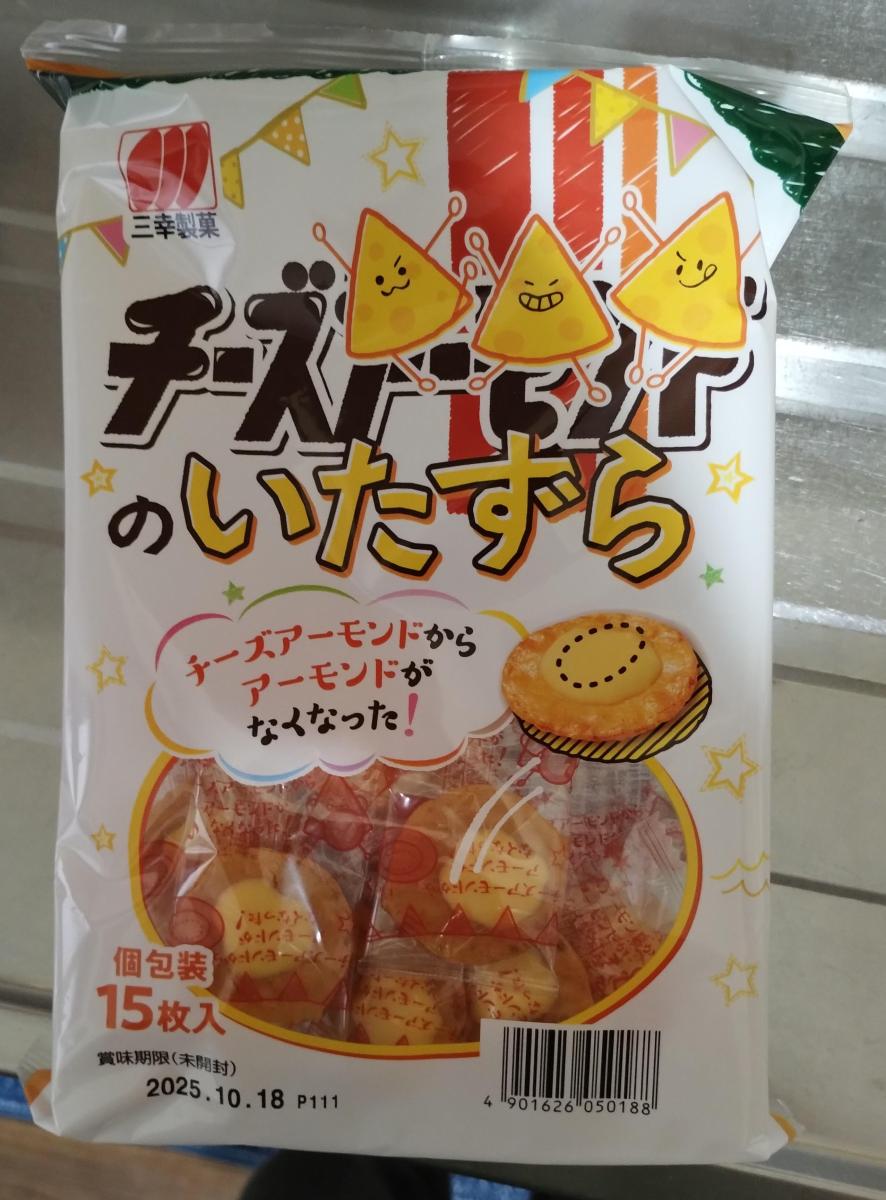 三幸製菓
チーズアーモンド
のいたずら
チーズアーモンドから
アーモンドが
なくなった!
個包装
15枚入
賞味期限(未開封)
2025.10.18 P111
4 901626 050188